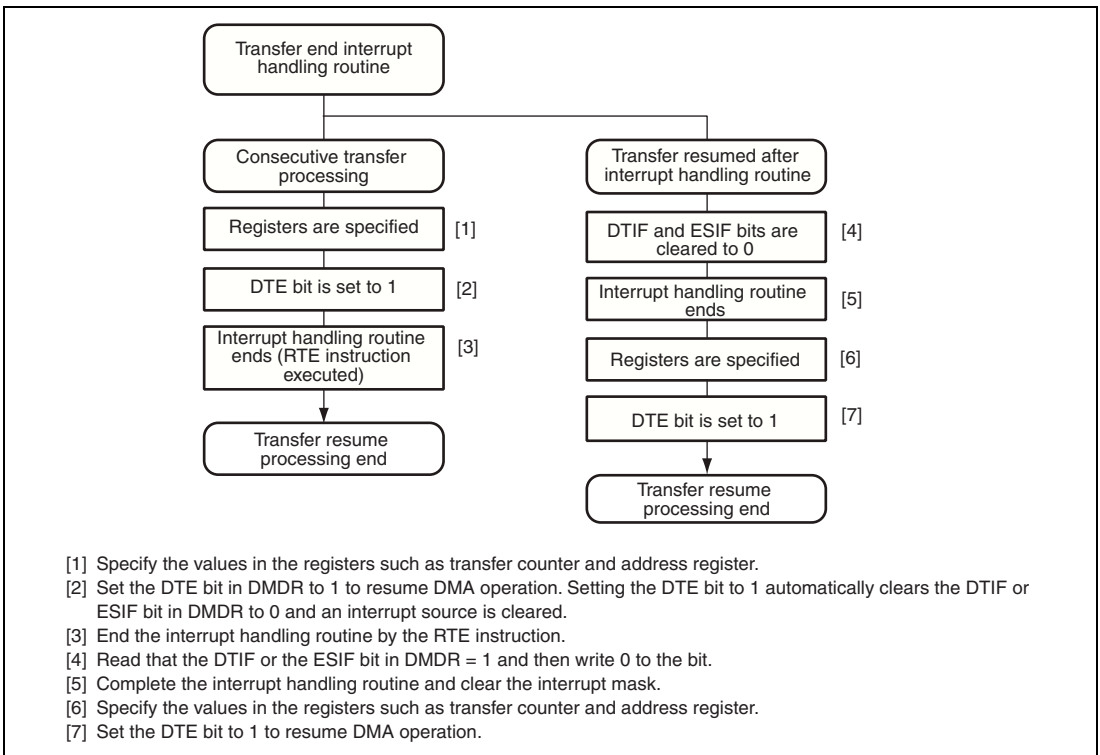 Transfer end interrupt
handling routine
Consecutive transfer
processing
Registers are specified [1]
DTE bit is set to 1 [2]
Interrupt handling routine
ends (RTE instruction
executed)
[3]
Transfer resume
processing end
Transfer resumed after
interrupt handling routine
DTIF and ESIF bits are
cleared to 0
[4]
Interrupt handling routine
ends
[5]
Registers are specified [6]
DTE bit is set to 1 [7]
Transfer resume
processing end
[1] Specify the values in the registers such as transfer counter and address register.
[2] Set the DTE bit in DMDR to 1 to resume DMA operation. Setting the DTE bit to 1 automatically clears the DTIF or
ESIF bit in DMDR to 0 and an interrupt source is cleared.
[3] End the interrupt handling routine by the RTE instruction.
[4] Read that the DTIF or the ESIF bit in DMDR = 1 and then write 0 to the bit.
[5] Complete the interrupt handling routine and clear the interrupt mask.
[6] Specify the values in the registers such as transfer counter and address register.
[7] Set the DTE bit to 1 to resume DMA operation.